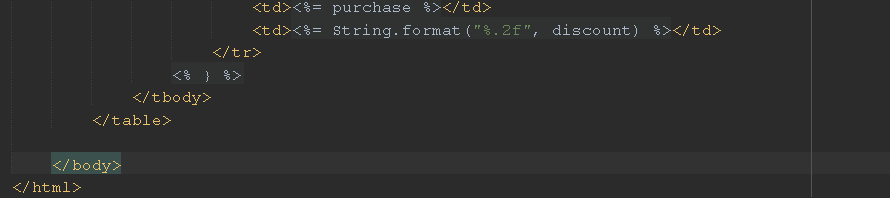 <td><%= purchase %></td>
<td><%= String.format("%.2f", discount) %></td>
</tr>
<% } %>
</tbody>
</table>
</body>
</html>